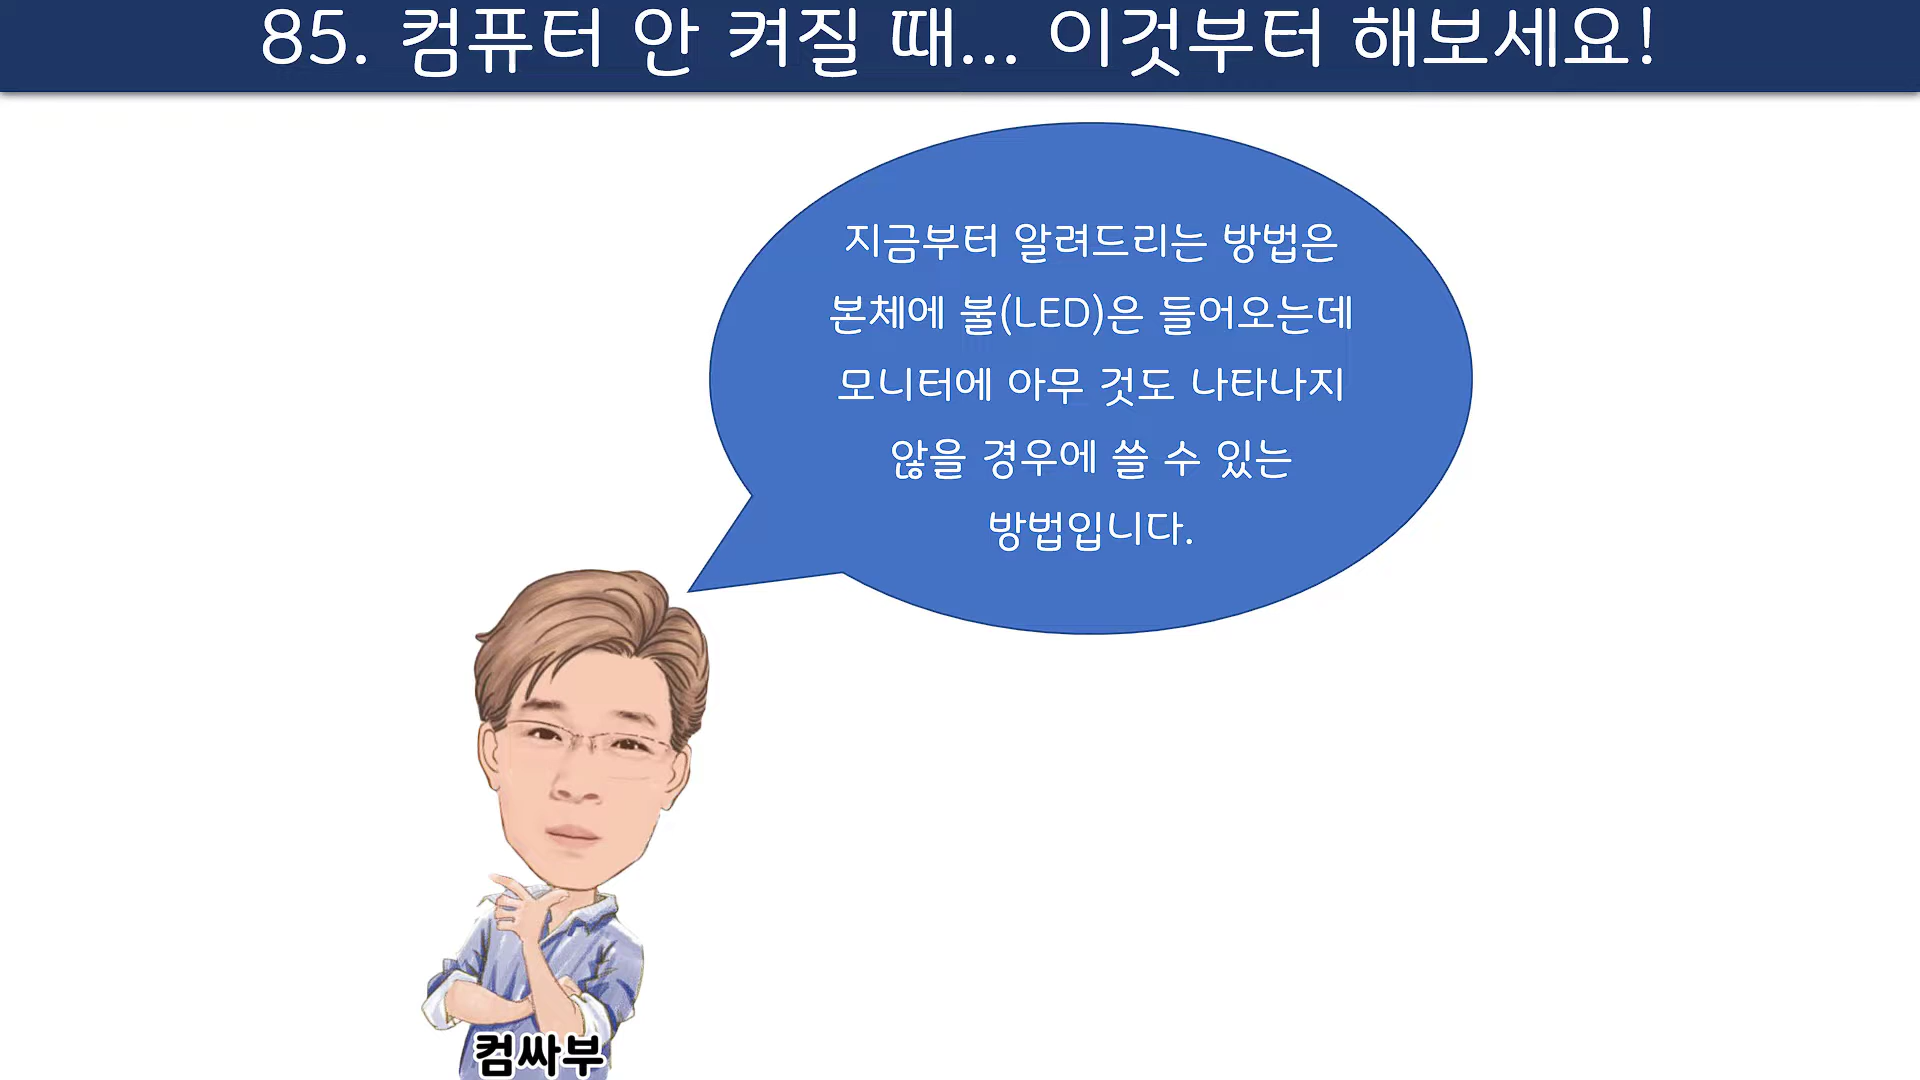 85. 컴퓨터 안 켜질 때... 이것부터 해보세요!
지금부터 알려드리는 방법은
본체에 불(LED)은 들어오는데
모니터에 아무 것도 나타나지
않을 경우에 쓸 수 있는
방법입니다.
컴싸부